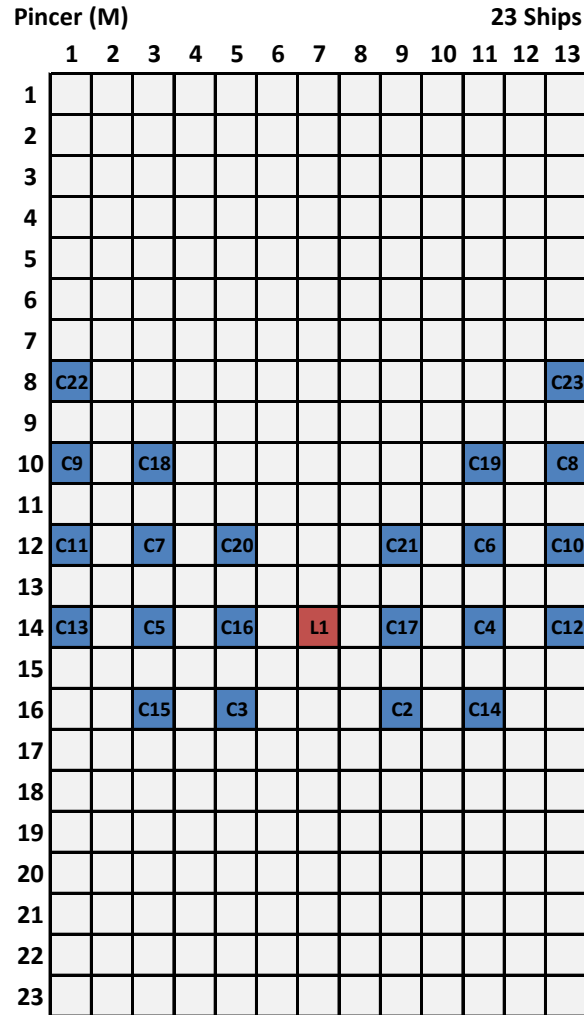 Pincer (M) 23 Ships
1 2 3 4 5 6 7 8 9 10 11 12 13
1
2
3
4
5
6
7
8 C22 C23
9
10 C9 C18 C19 C8
11
12 C11 C7 C20 C21 C6 C10
13
14 C13 C5 C16 L1 C17 C4 C12
15
16 C15 C3 C2 C14
17
18
19
20
21
22
23